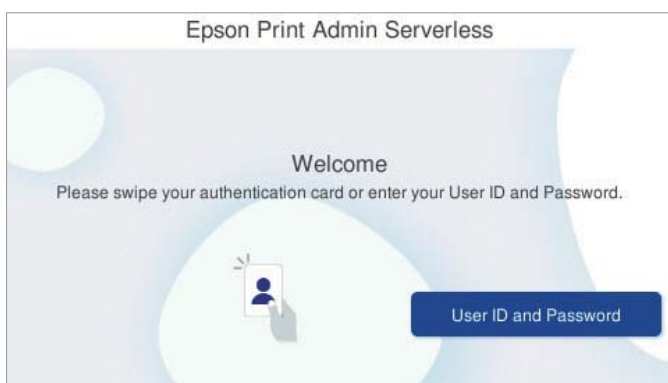 Epson Print Admin Serverless
Welcome
Please swipe your authentication card or enter your User ID and Password.
User ID and Password